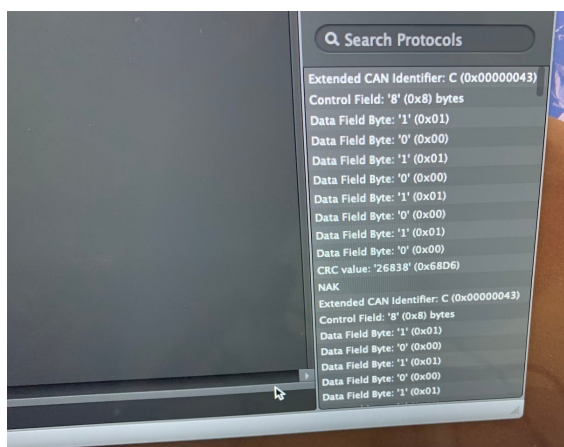 Search Protocols
Extended CAN Identifier: C (0x00000043)
Control Field: '8' (0x8) bytes
Data Field Byte: '1' (0x01)
Data Field Byte: '0' (0x00)
Data Field Byte: '1' (0x01)
Data Field Byte: '0' (0x00)
Data Field Byte: '1' (0x01)
Data Field Byte: '0' (0x00)
Data Field Byte: '1' (0x01)
Data Field Byte: '0' (0x00)
CRC value: '26838' (0x68D6)
NAK
Extended CAN Identifier: C (0x00000043)
Control Field: '8' (0x8) bytes
Data Field Byte: '1' (0x01)
Data Field Byte: '0' (0x00)
Data Field Byte: '1' (0x01)
Data Field Byte: '0' (0x00)
Data Field Byte: '1' (0x01)